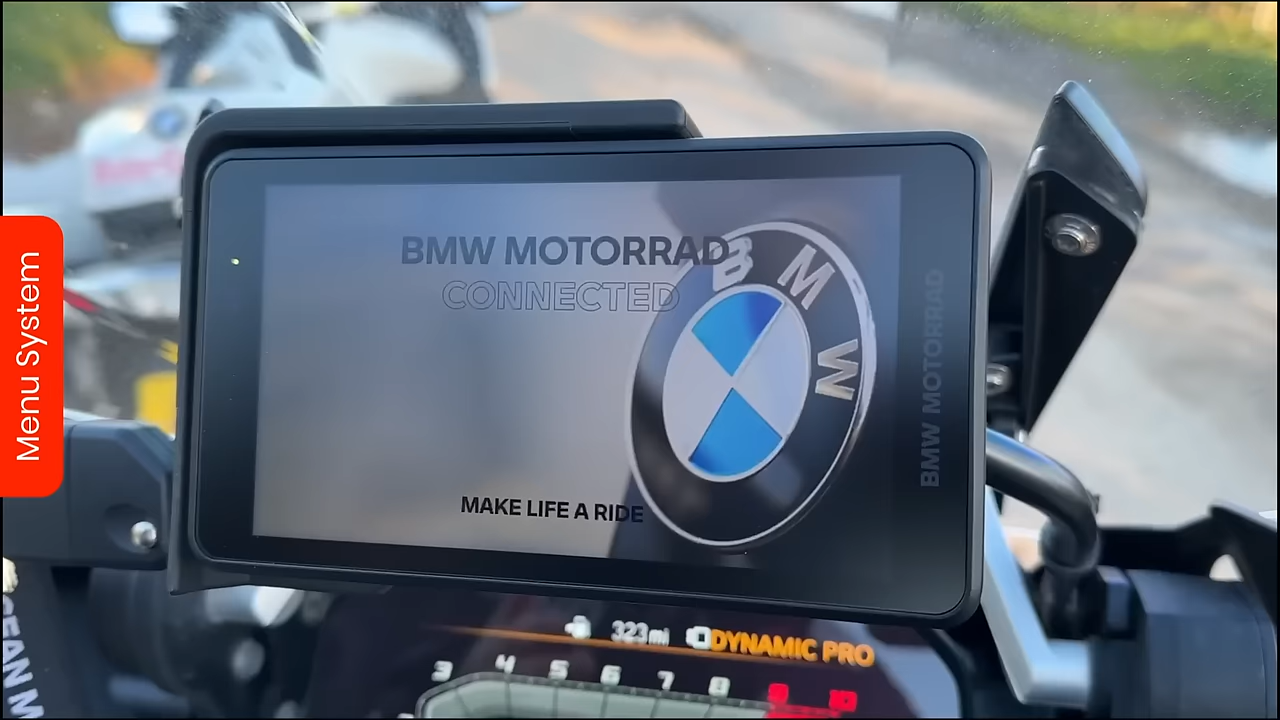 BMW MOTORRAD
CONNECTED
BMW
MAKE LIFE A RIDE
BMW MOTORRAD
Menu System
323mi
DYNAMIC PRO
3 4 5 6 7 8 9 10